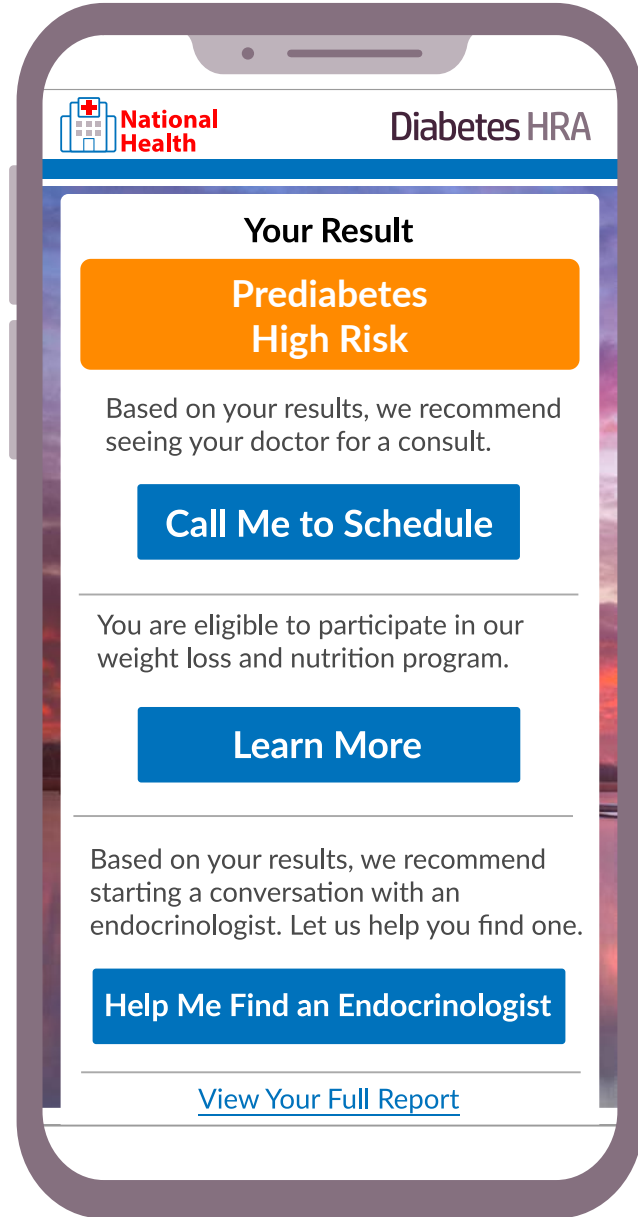 National
Health
Diabetes HRA
Your Result
Prediabetes
High Risk
Based on your results, we recommend
seeing your doctor for a consult.
Call Me to Schedule
You are eligible to participate in our
weight loss and nutrition program.
Learn More
Based on your results, we recommend
starting a conversation with an
endocrinologist. Let us help you find one.
Help Me Find an Endocrinologist
View Your Full Report